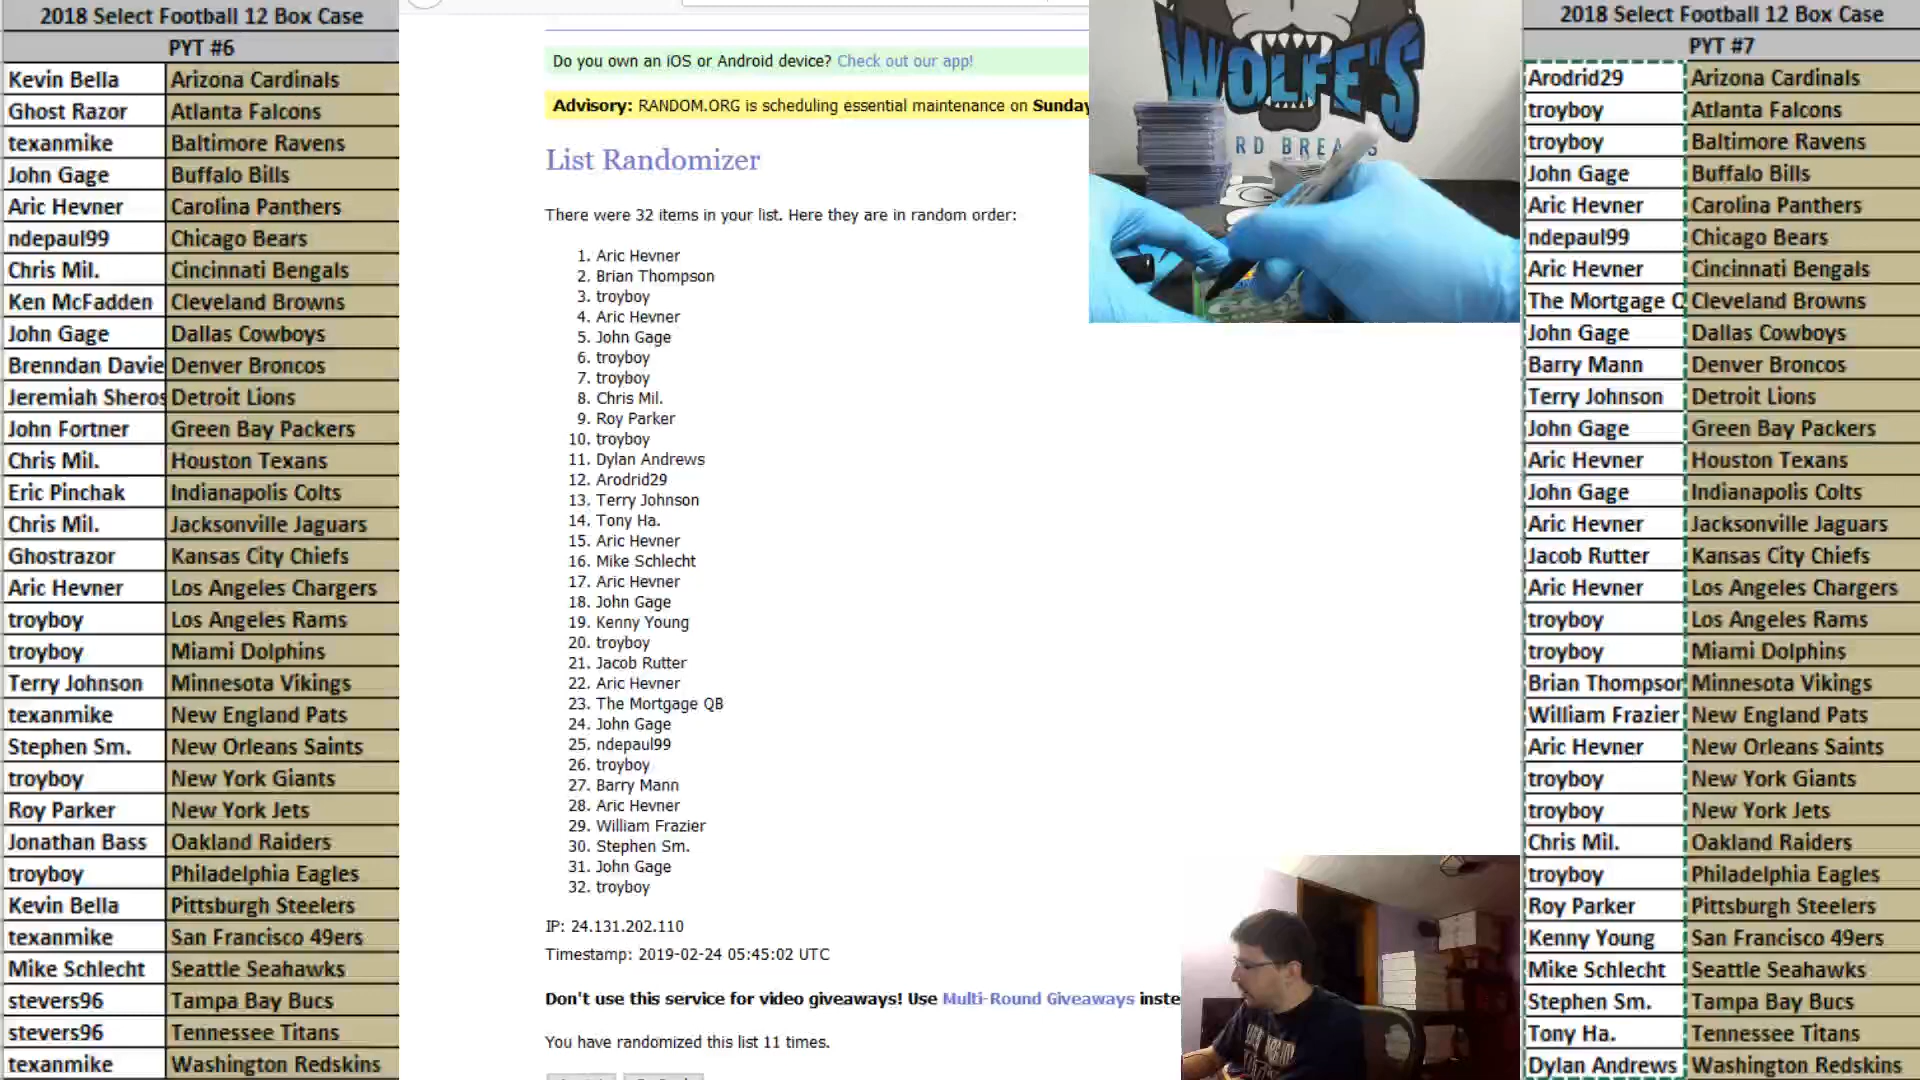 2018 Select Football 12 Box Case
PYT #6
Kevin Bella Arizona Cardinals
Ghost Razor Atlanta Falcons
texanmike Baltimore Ravens
John Gage Buffalo Bills
Aric Hevner Carolina Panthers
ndepaul99 Chicago Bears
Chris Mil. Cincinnati Bengals
Ken McFadden Cleveland Browns
John Gage Dallas Cowboys
Brenndan Davie Denver Broncos
Jeremiah Sheros Detroit Lions
John Fortner Green Bay Packers
Chris Mil. Houston Texans
Eric Pinchak Indianapolis Colts
Chris Mil. Jacksonville Jaguars
Ghostrazor Kansas City Chiefs
Aric Hevner Los Angeles Chargers
troyboy Los Angeles Rams
troyboy Miami Dolphins
Terry Johnson Minnesota Vikings
texanmike New England Pats
Stephen Sm. New Orleans Saints
troyboy New York Giants
Roy Parker New York Jets
Jonathan Bass Oakland Raiders
troyboy Philadelphia Eagles
Kevin Bella Pittsburgh Steelers
texanmike San Francisco 49ers
Mike Schlecht Seattle Seahawks
stevers96 Tampa Bay Bucs
stevers96 Tennessee Titans
texanmike Washington Redskins
Do you own an iOS or Android device? Check out our app!
Advisory: RANDOM.ORG is scheduling essential maintenance on Sunday
List Randomizer
There were 32 items in your list. Here they are in random order:
1. Aric Hevner
2. Brian Thompson
3. troyboy
4. Aric Hevner
5. John Gage
6. troyboy
7. troyboy
8. Chris Mil.
9. Roy Parker
10. troyboy
11. Dylan Andrews
12. Arodrid29
13. Terry Johnson
14. Tony Ha.
15. Aric Hevner
16. Mike Schlecht
17. Aric Hevner
18. John Gage
19. Kenny Young
20. troyboy
21. Jacob Rutter
22. Aric Hevner
23. The Mortgage QB
24. John Gage
25. ndepaul99
26. troyboy
27. Barry Mann
28. Aric Hevner
29. William Frazier
30. Stephen Sm.
31. John Gage
32. troyboy
IP: 24.131.202.110
Timestamp: 2019-02-24 05:45:02 UTC
Don't use this service for video giveaways! Use Multi-Round Giveaways inste
You have randomized this list 11 times.
WOLFE'S
RD BREA S
2018 Select Football 12 Box Case
PYT #7
Arodrid29 Arizona Cardinals
troyboy Atlanta Falcons
troyboy Baltimore Ravens
John Gage Buffalo Bills
Aric Hevner Carolina Panthers
ndepaul99 Chicago Bears
Aric Hevner Cincinnati Bengals
The Mortgage Q Cleveland Browns
John Gage Dallas Cowboys
Barry Mann Denver Broncos
Terry Johnson Detroit Lions
John Gage Green Bay Packers
Aric Hevner Houston Texans
John Gage Indianapolis Colts
Aric Hevner Jacksonville Jaguars
Jacob Rutter Kansas City Chiefs
Aric Hevner Los Angeles Chargers
troyboy Los Angeles Rams
troyboy Miami Dolphins
Brian Thompson Minnesota Vikings
William Frazier New England Pats
Aric Hevner New Orleans Saints
troyboy New York Giants
troyboy New York Jets
Chris Mil. Oakland Raiders
troyboy Philadelphia Eagles
Roy Parker Pittsburgh Steelers
Kenny Young San Francisco 49ers
Mike Schlecht Seattle Seahawks
Stephen Sm. Tampa Bay Bucs
Tony Ha. Tennessee Titans
Dylan Andrews Washington Redskins